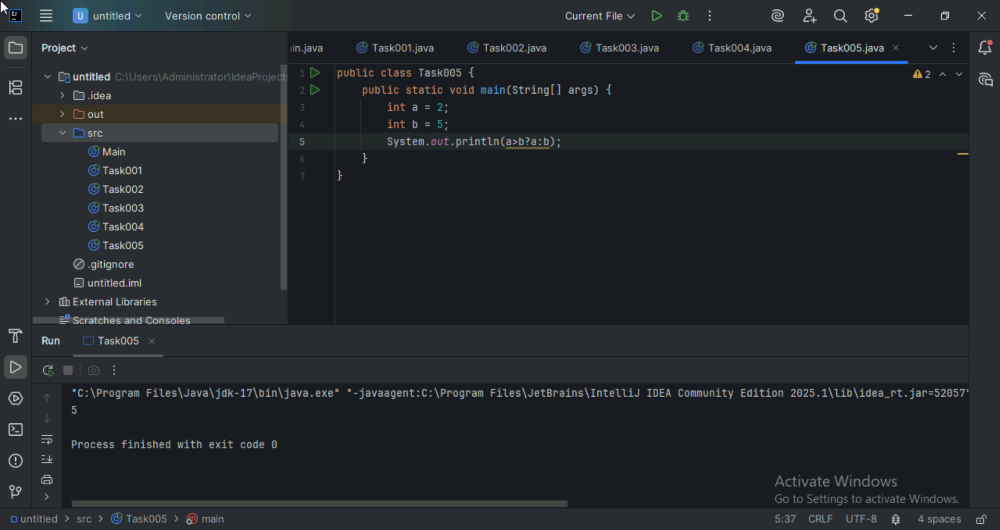 untitled
Version control
Current File
Project
ain.java
Task001.java
Task002.java
Task003.java
Task004.java
Task005.java
untitled C:\Users\Administrator\IdeaProjects
.idea
out
src
Main
Task001
Task002
Task003
Task004
Task005
.gitignore
untitled.iml
External Libraries
Scratches and Consoles
1 public class Task005 {
2 public static void main(String[] args) {
3 int a = 2;
4 int b = 5;
5 System.out.println(a>b?a:b);
6 }
7 }
2
Run
Task005
"C:\Program Files\Java\jdk-17\bin\java.exe" "-javaagent:C:\Program Files\JetBrains\IntelliJ IDEA Community Edition 2025.1\lib\idea_rt.jar=52057"
5
Process finished with exit code 0
Activate Windows
Go to Settings to activate Windows.
untitled > src > Task005 > main
5:37 CRLF UTF-8 4 spaces